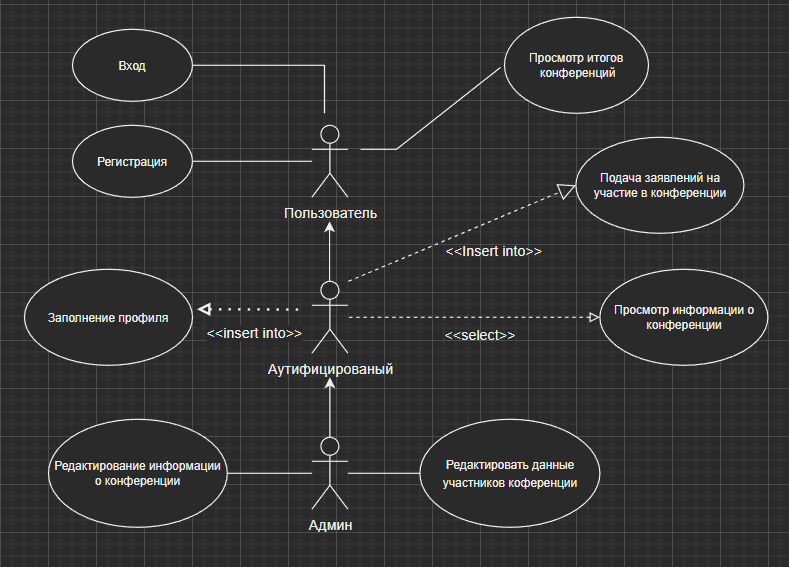 Вход
Просмотр итогов
конференций
Регистрация
Подача заявлений на
участие в конференции
Пользователь
<<Insert into>>
Заполнение профиля
Просмотр информации о
конференции
<<insert into>>
<<select>>
Аутифицированый
Редактирование информации
о конференции
Редактировать данные
участников коференции
Админ